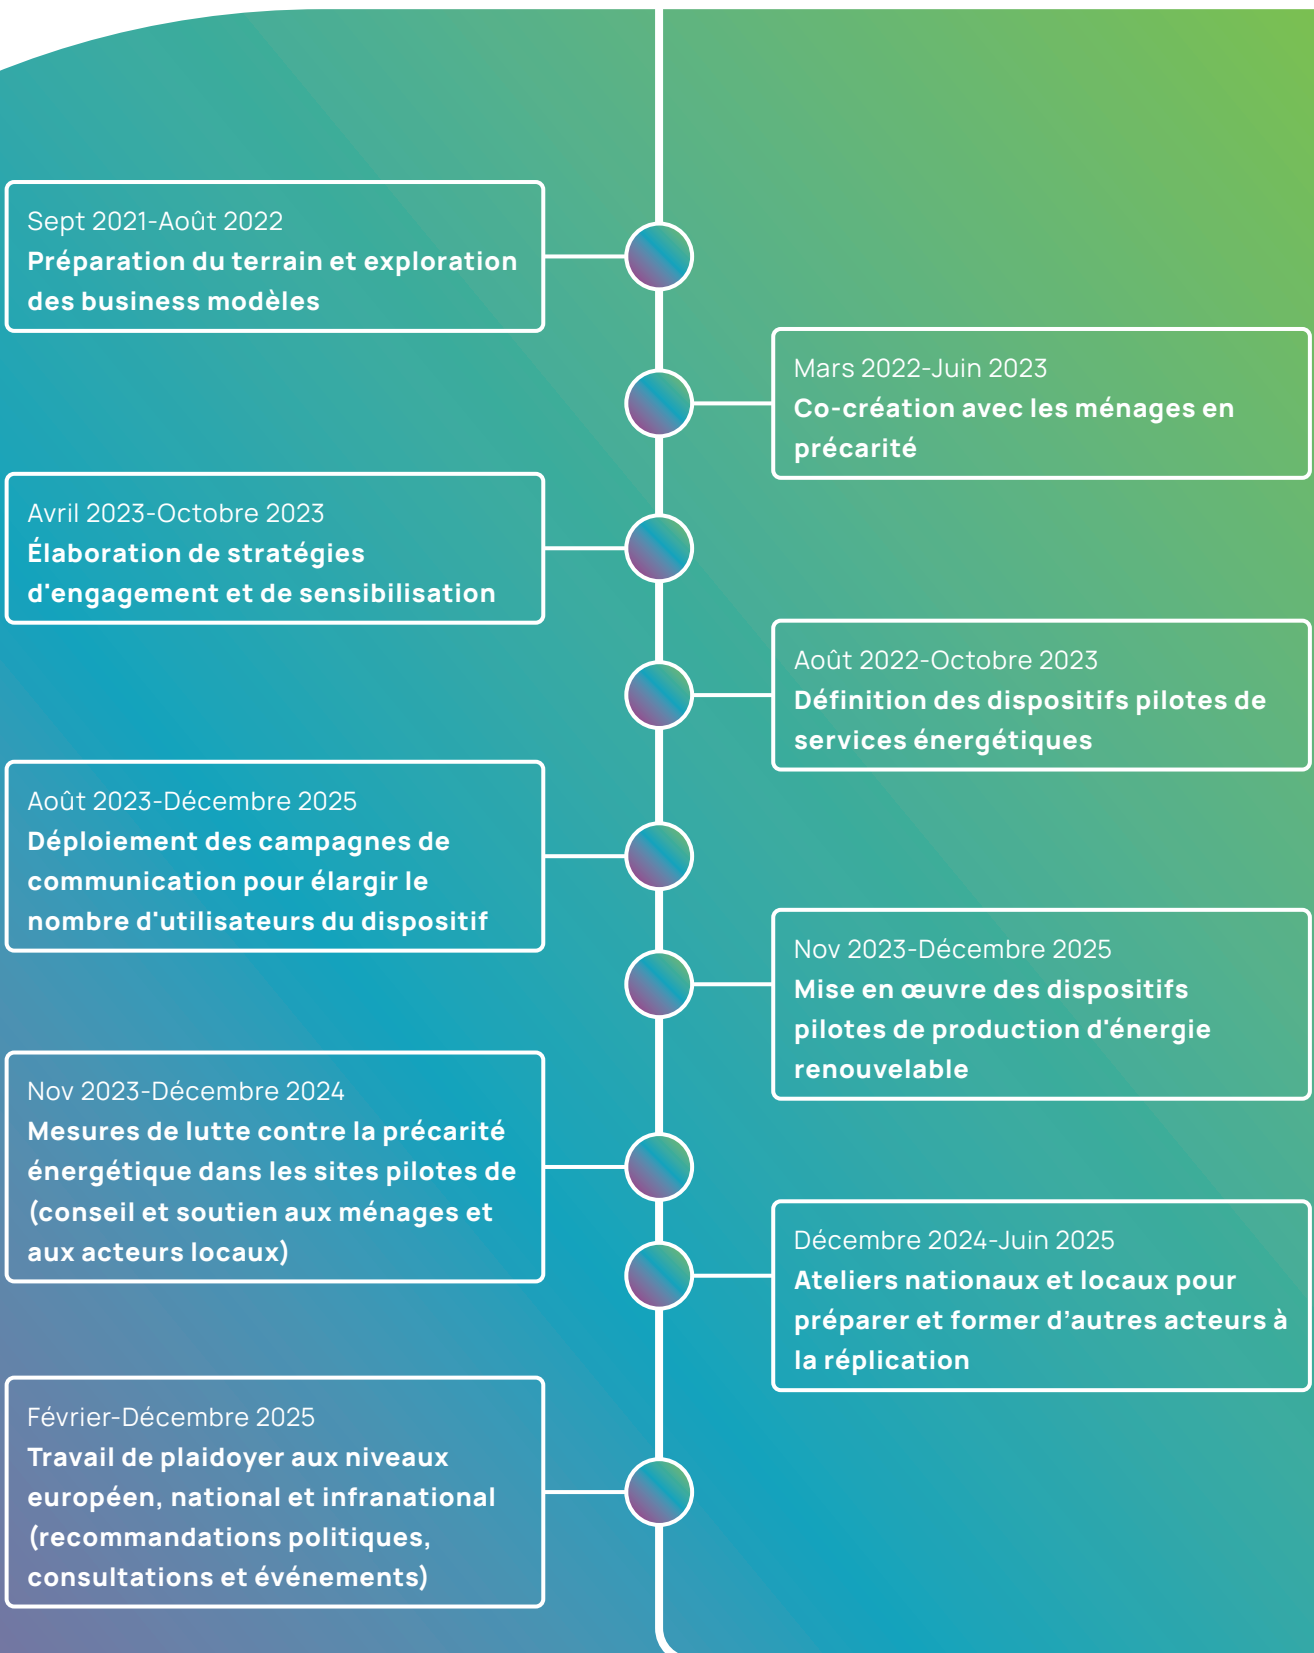 Sept 2021-Août 2022
Préparation du terrain et exploration
des business modèles
Mars 2022-Juin 2023
Co-création avec les ménages en
précarité
Avril 2023-Octobre 2023
Élaboration de stratégies
d'engagement et de sensibilisation
Août 2022-Octobre 2023
Définition des dispositifs pilotes de
services énergétiques
Août 2023-Décembre 2025
Déploiement des campagnes de
communication pour élargir le
nombre d'utilisateurs du dispositif
Nov 2023-Décembre 2025
Mise en œuvre des dispositifs
pilotes de production d'énergie
renouvelable
Nov 2023-Décembre 2024
Mesures de lutte contre la précarité
énergétique dans les sites pilotes de
(conseil et soutien aux ménages et
aux acteurs locaux)
Décembre 2024-Juin 2025
Ateliers nationaux et locaux pour
préparer et former d’autres acteurs à
la réplication
Février-Décembre 2025
Travail de plaidoyer aux niveaux
européen, national et infranational
(recommandations politiques,
consultations et événements)